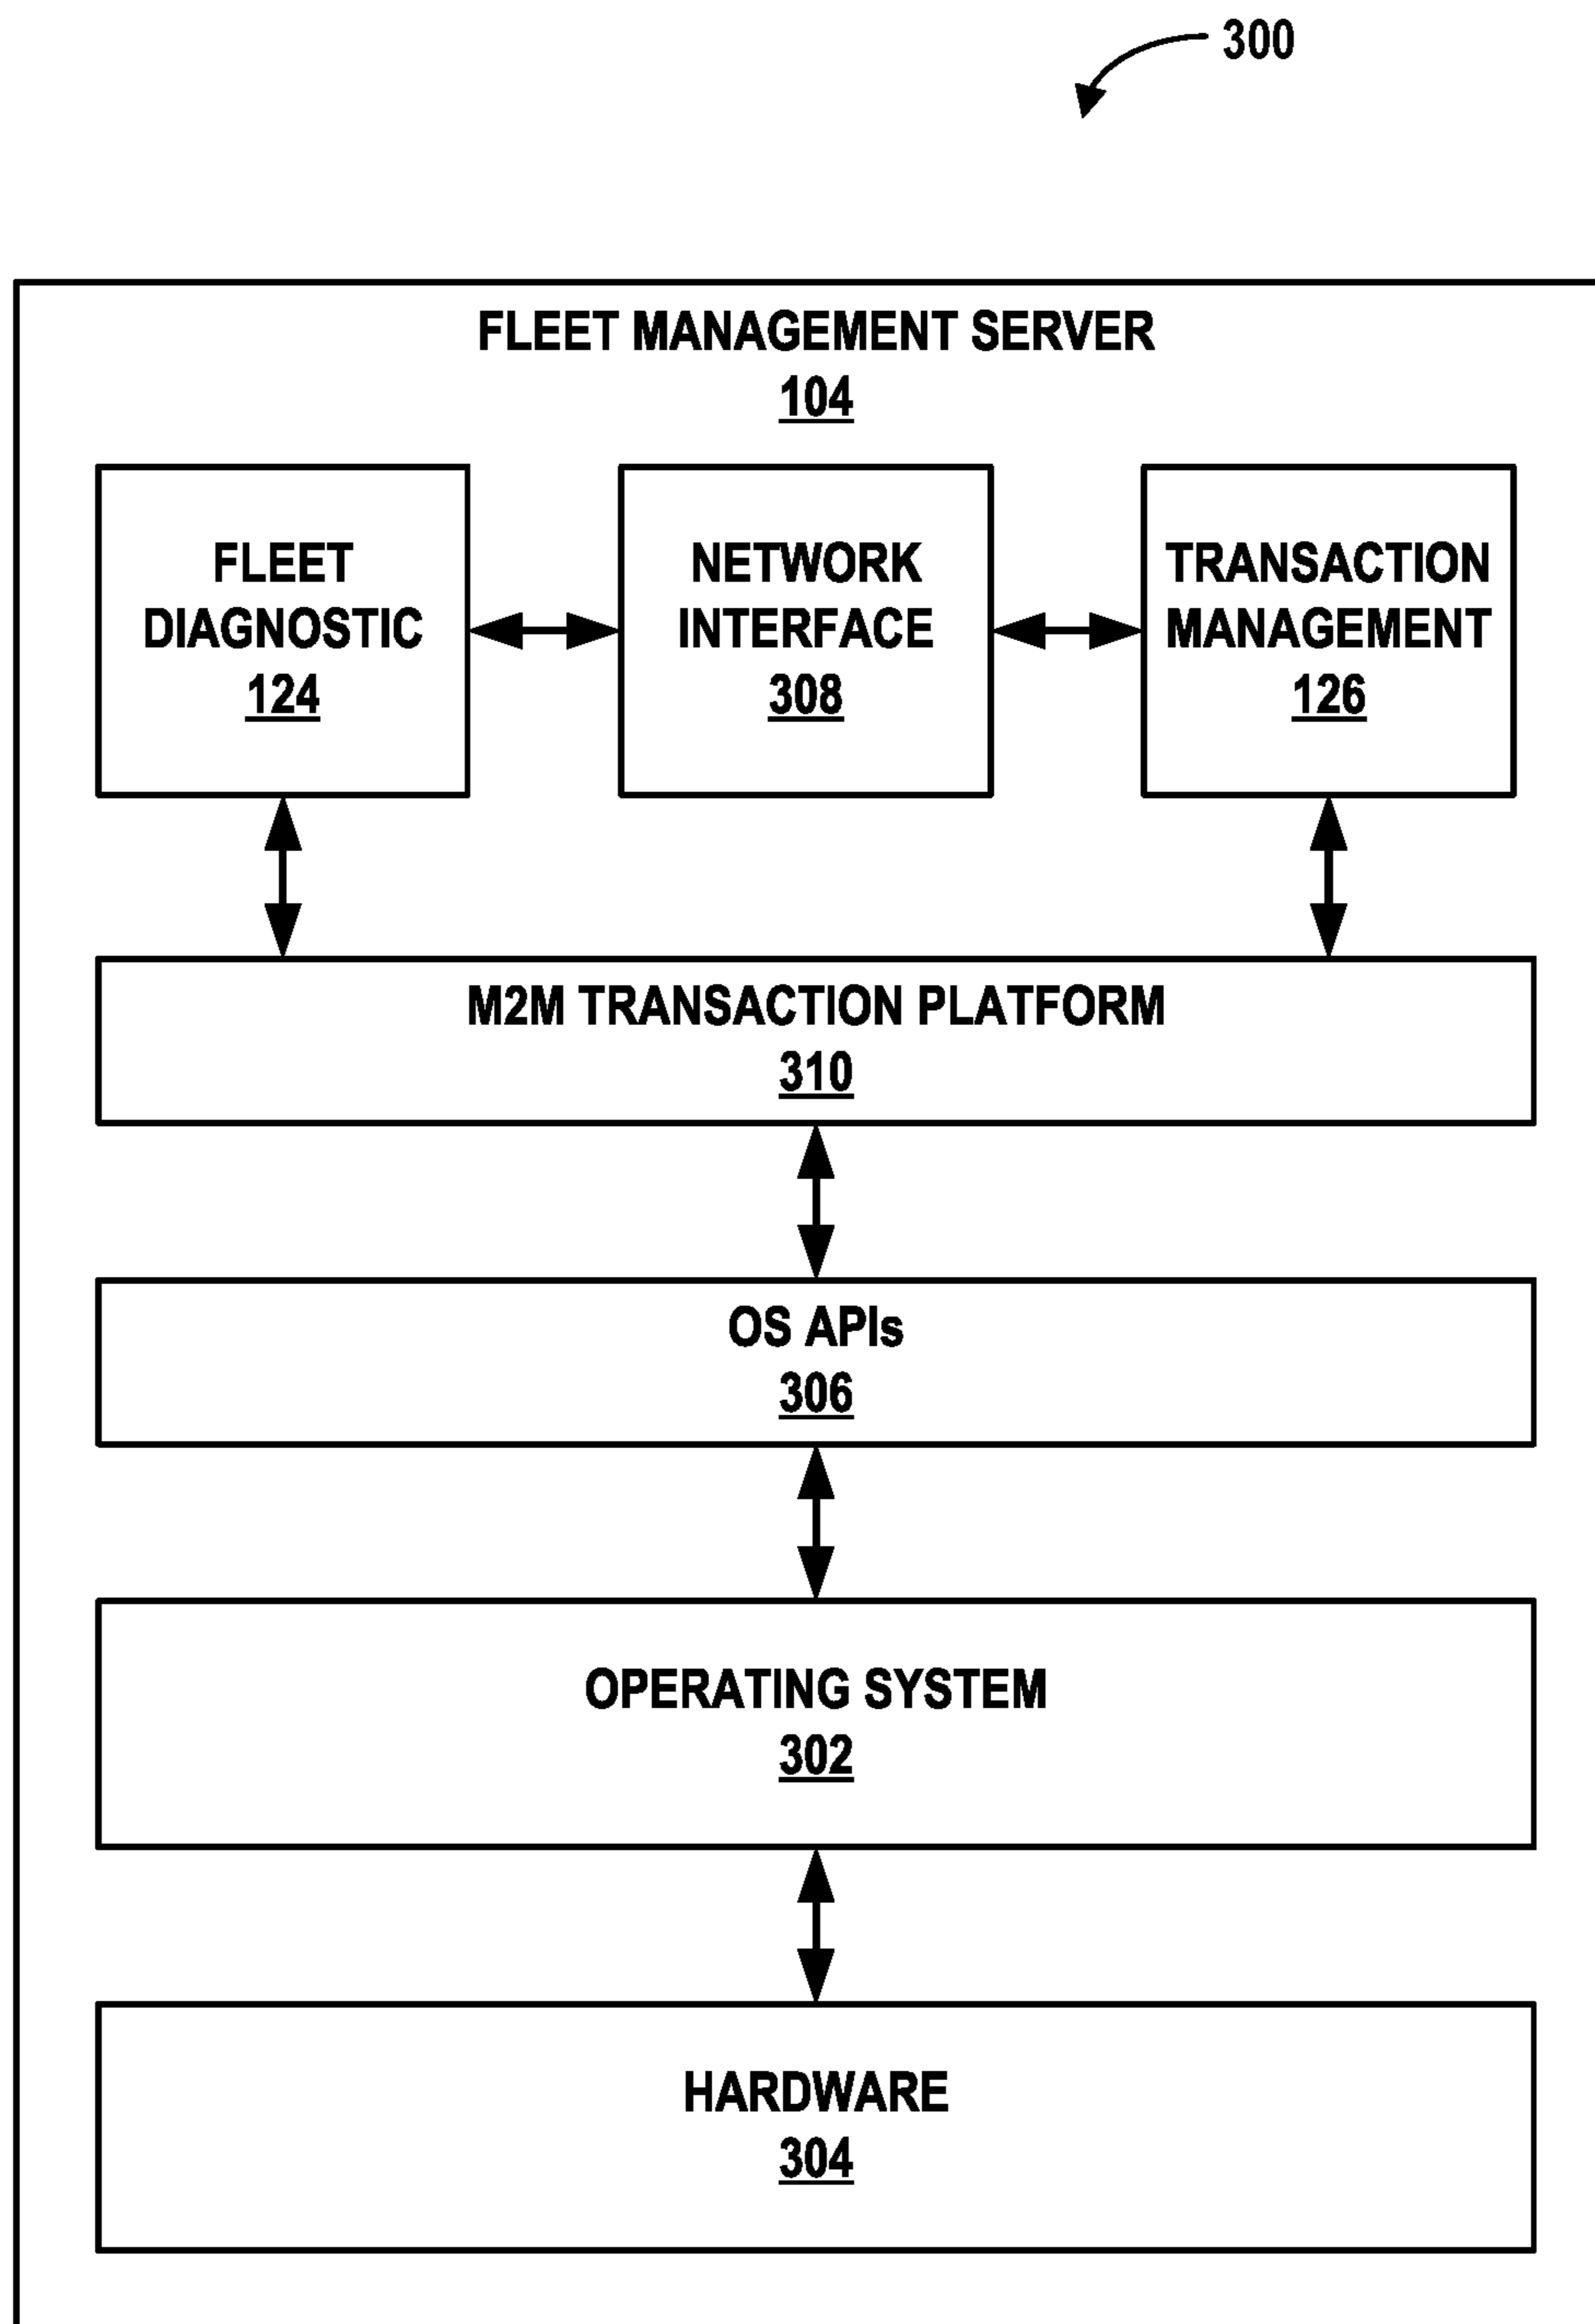 300
FLEET MANAGEMENT SERVER
104
FLEET
DIAGNOSTIC
124
NETWORK
INTERFACE
308
TRANSACTION
MANAGEMENT
126
M2M TRANSACTION PLATFORM
310
OS APIs
306
OPERATING SYSTEM
302
HARDWARE
304